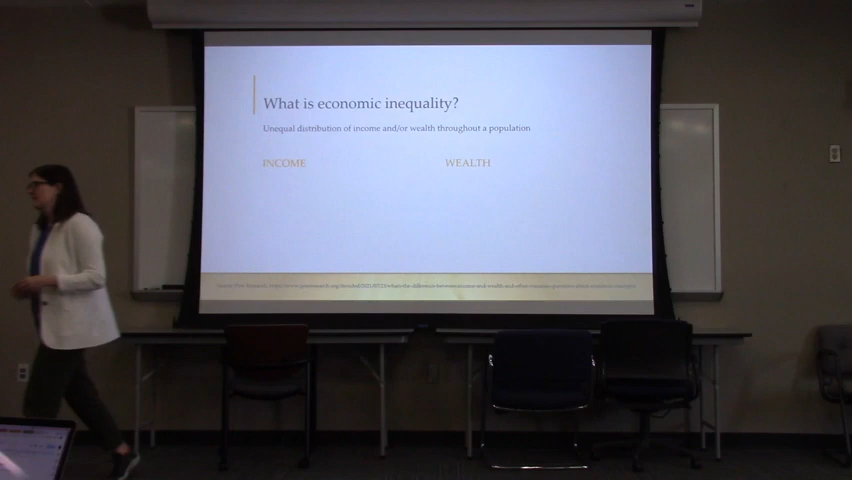 What is economic inequality?
Unequal distribution of income and/or wealth throughout a population
INCOME WEALTH